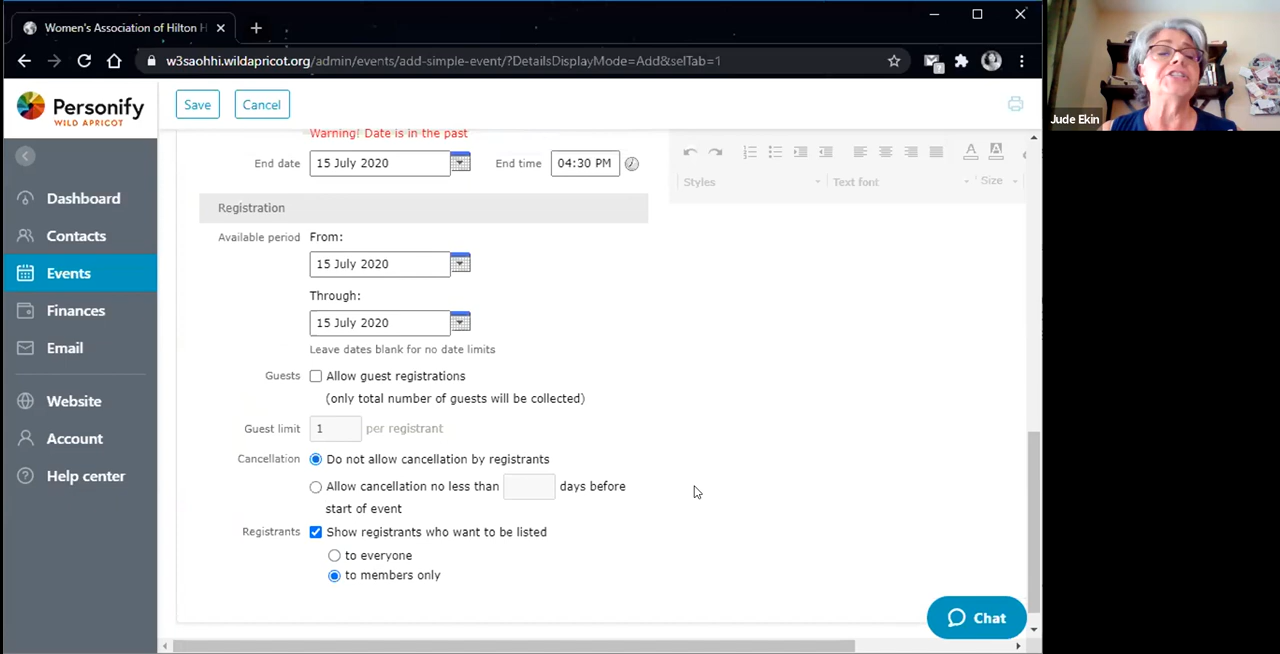 Women's Association of Hilton H
w3saohhi.wildapricot.org/admin/events/add-simple-event/?DetailsDisplayMode=Add&selTab=1
Personify
WILD APRICOT
Save
Cancel
Dashboard
Contacts
Events
Finances
Email
Website
Account
Help center
Warning! Date is in the past
End date 15 July 2020 End time 04:30 PM
Registration
Available period From:
15 July 2020
Through:
15 July 2020
Leave dates blank for no date limits
Guests Allow guest registrations
(only total number of guests will be collected)
Guest limit 1 per registrant
Cancellation Do not allow cancellation by registrants
Allow cancellation no less than days before
start of event
Registrants Show registrants who want to be listed
to everyone
to members only
Styles Text font Size
Chat
Jude Ekin